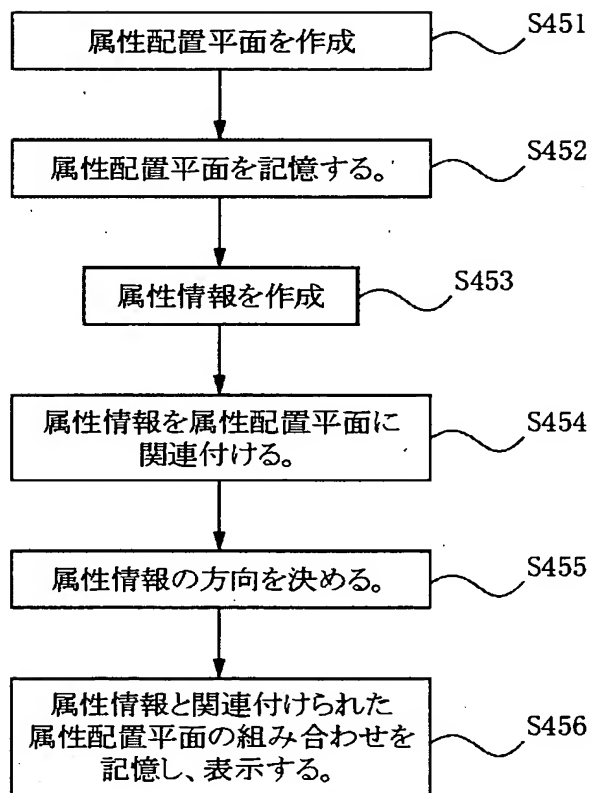 属性配置平面を作成
S451
属性配置平面を記憶する。
S452
属性情報を作成
S453
属性情報を属性配置平面に
関連付ける。
S454
属性情報の方向を決める。
S455
属性情報と関連付けられた
属性配置平面の組み合わせを
記憶し、表示する。
S456